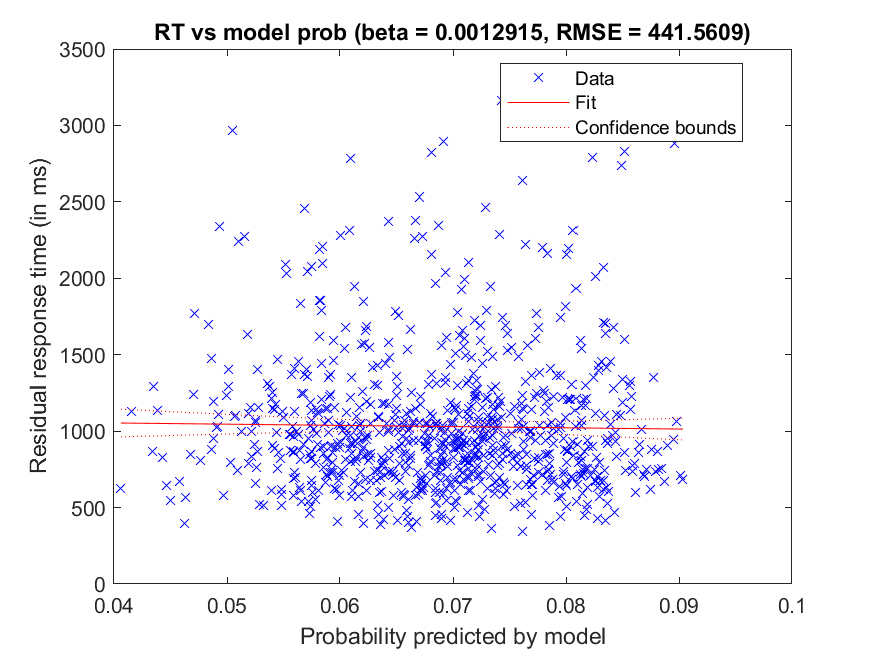 RT vs model prob (beta = 0.0012915, RMSE = 441.5609)
3500
3000
2500
2000
1500
1000
500
0
Residual response time (in ms)
Data
Fit
Confidence bounds
0.04
0.05
0.06
0.07
0.08
0.09
0.1
Probability predicted by model